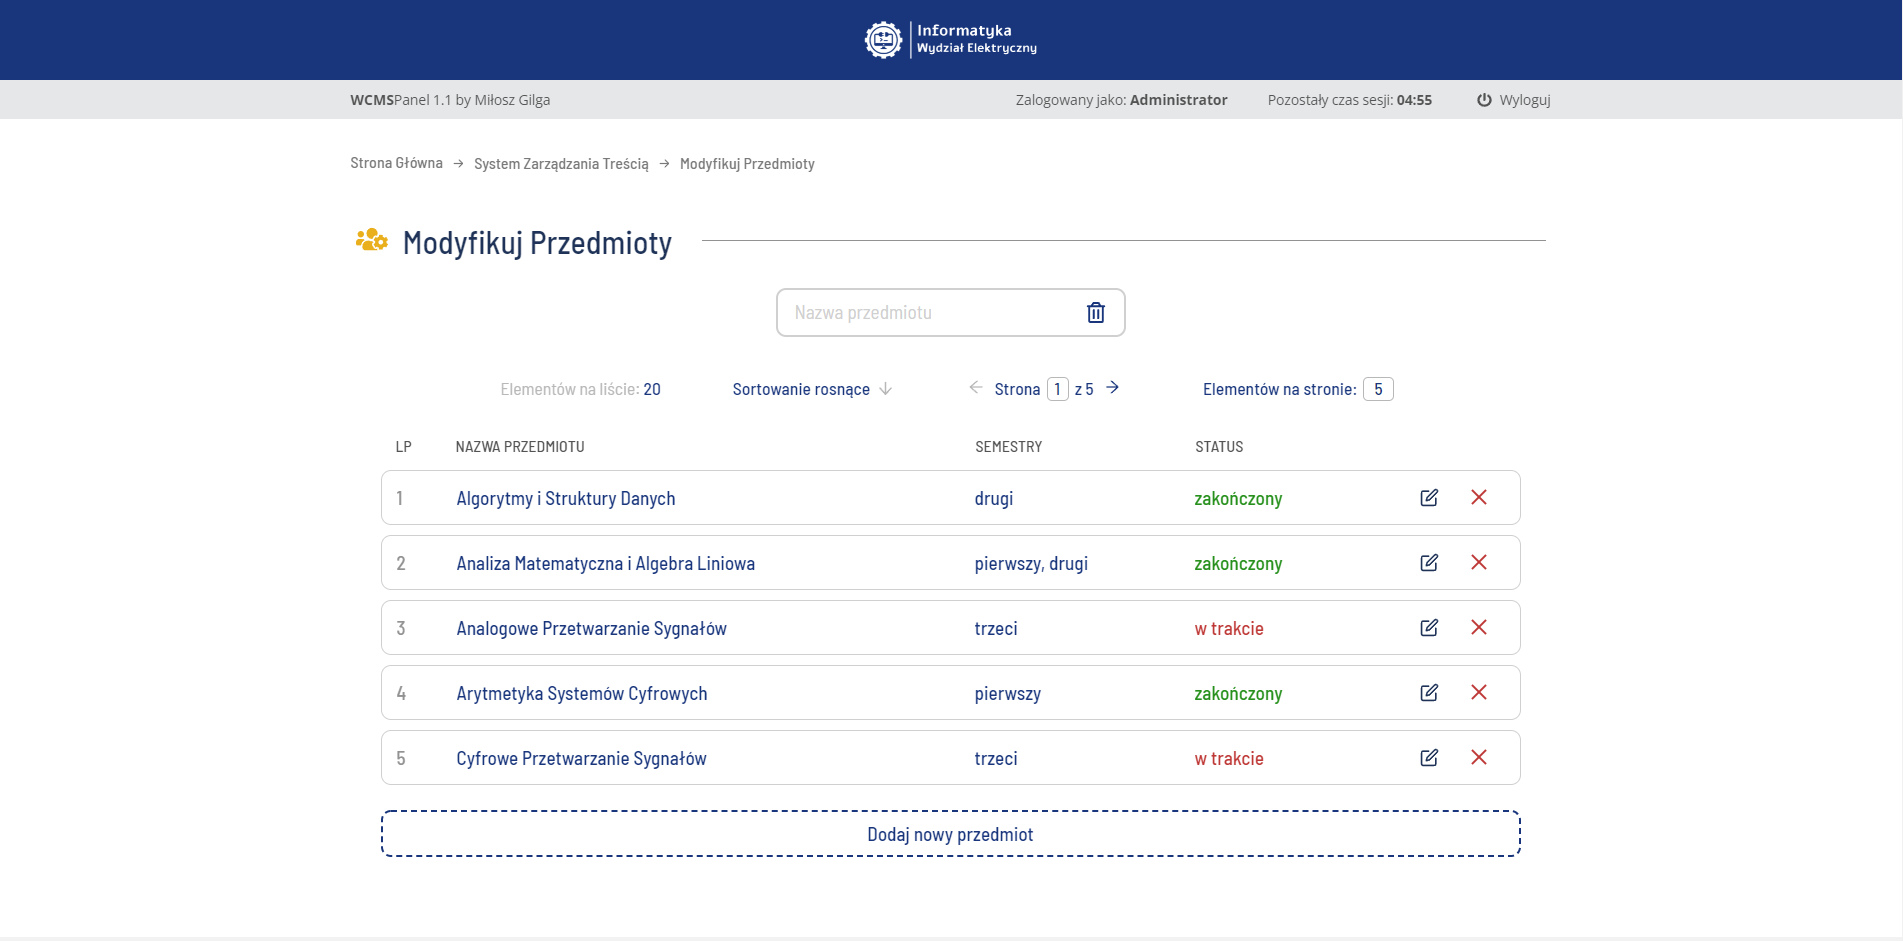 Informatyka
Wydział Elektryczny
WCMSPanel 1.1 by Miłosz Gilga
Zalogowany jako: Administrator
Pozostały czas sesji: 04:55
Wyloguj
Strona Główna → System Zarządzania Treścią → Modyfikuj Przedmioty
Modyfikuj Przedmioty
Nazwa przedmiotu
Elementów na liście: 20
Sortowanie rosnące ↓
← Strona 1 z 5 →
Elementów na stronie: 5
LP NAZWA PRZEDMIOTU SEMESTRY STATUS
1 Algorytmy i Struktury Danych drugi zakończony
2 Analiza Matematyczna i Algebra Liniowa pierwszy, drugi zakończony
3 Analogowe Przetwarzanie Sygnałów trzeci w trakcie
4 Arytmetyka Systemów Cyfrowych pierwszy zakończony
5 Cyfrowe Przetwarzanie Sygnałów trzeci w trakcie
Dodaj nowy przedmiot